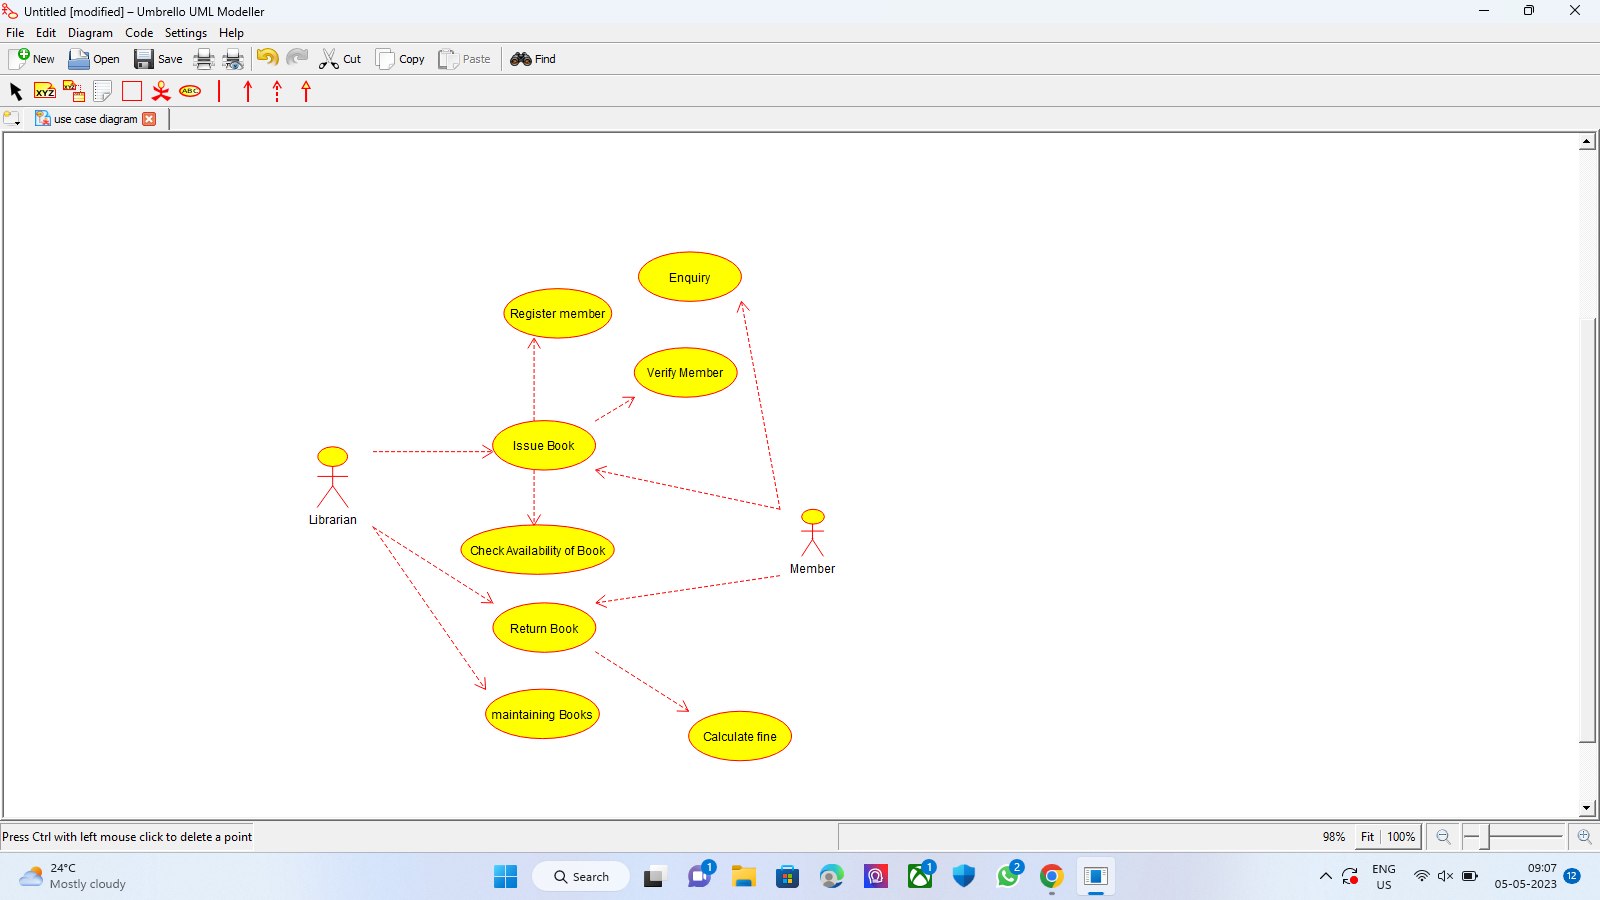 Untitled [modified] – Umbrello UML Modeller
File Edit Diagram Code Settings Help
New Open Save Cut Copy Paste Find
XYZ XYZ ABC
use case diagram
Enquiry
Register member
Verify Member
Issue Book
Librarian
Check Availability of Book
Member
Return Book
maintaining Books
Calculate fine
Press Ctrl with left mouse click to delete a point
98% Fit 100%
24°C
Mostly cloudy
Search
1
1
2
ENG
US
09:07
05-05-2023
12